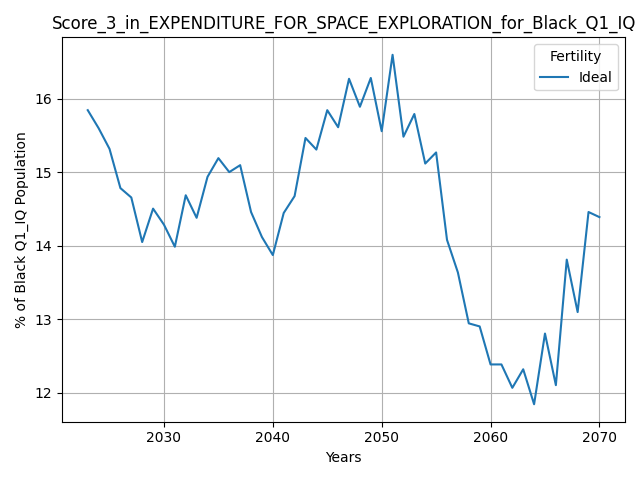 Score_3_in_EXPENDITURE_FOR_SPACE_EXPLORATION_for_Black_Q1_IQ
Fertility
Ideal
% of Black Q1_IQ Population
16
15
14
13
12
2030 2040 2050 2060 2070
Years